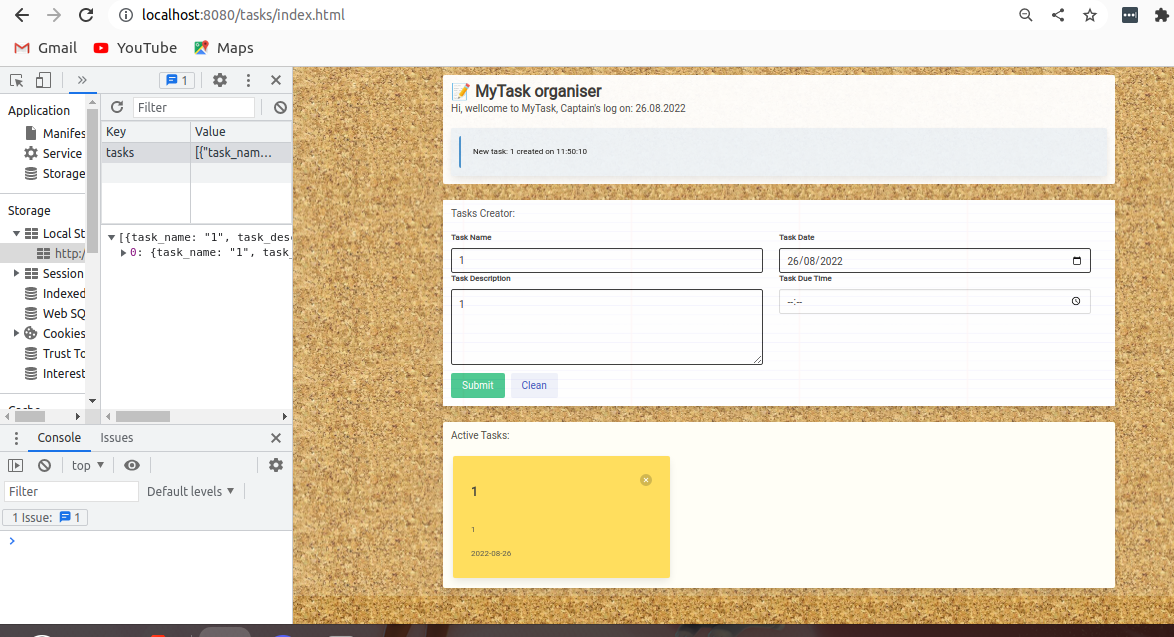 localhost:8080/tasks/index.html
Gmail YouTube Maps
1
Filter
Application
Manifes
Service
Storage
Key Value
tasks [{"task_nam…
Storage
Local St
http:/
Session
Indexed
Web SQ
Cookies
Trust To
Interest
[{task_name: "1", task_des
0: {task_name: "1", task_
Console Issues
top
Filter Default levels
1 Issue: 1
MyTask organiser
Hi, wellcome to MyTask, Captain's log on: 26.08.2022
New task: 1 created on 11:50:10
Tasks Creator:
Task Name Task Date
1 26/08/2022
Task Description Task Due Time
1 --:--
Submit Clean
Active Tasks:
1
1
2022-08-26